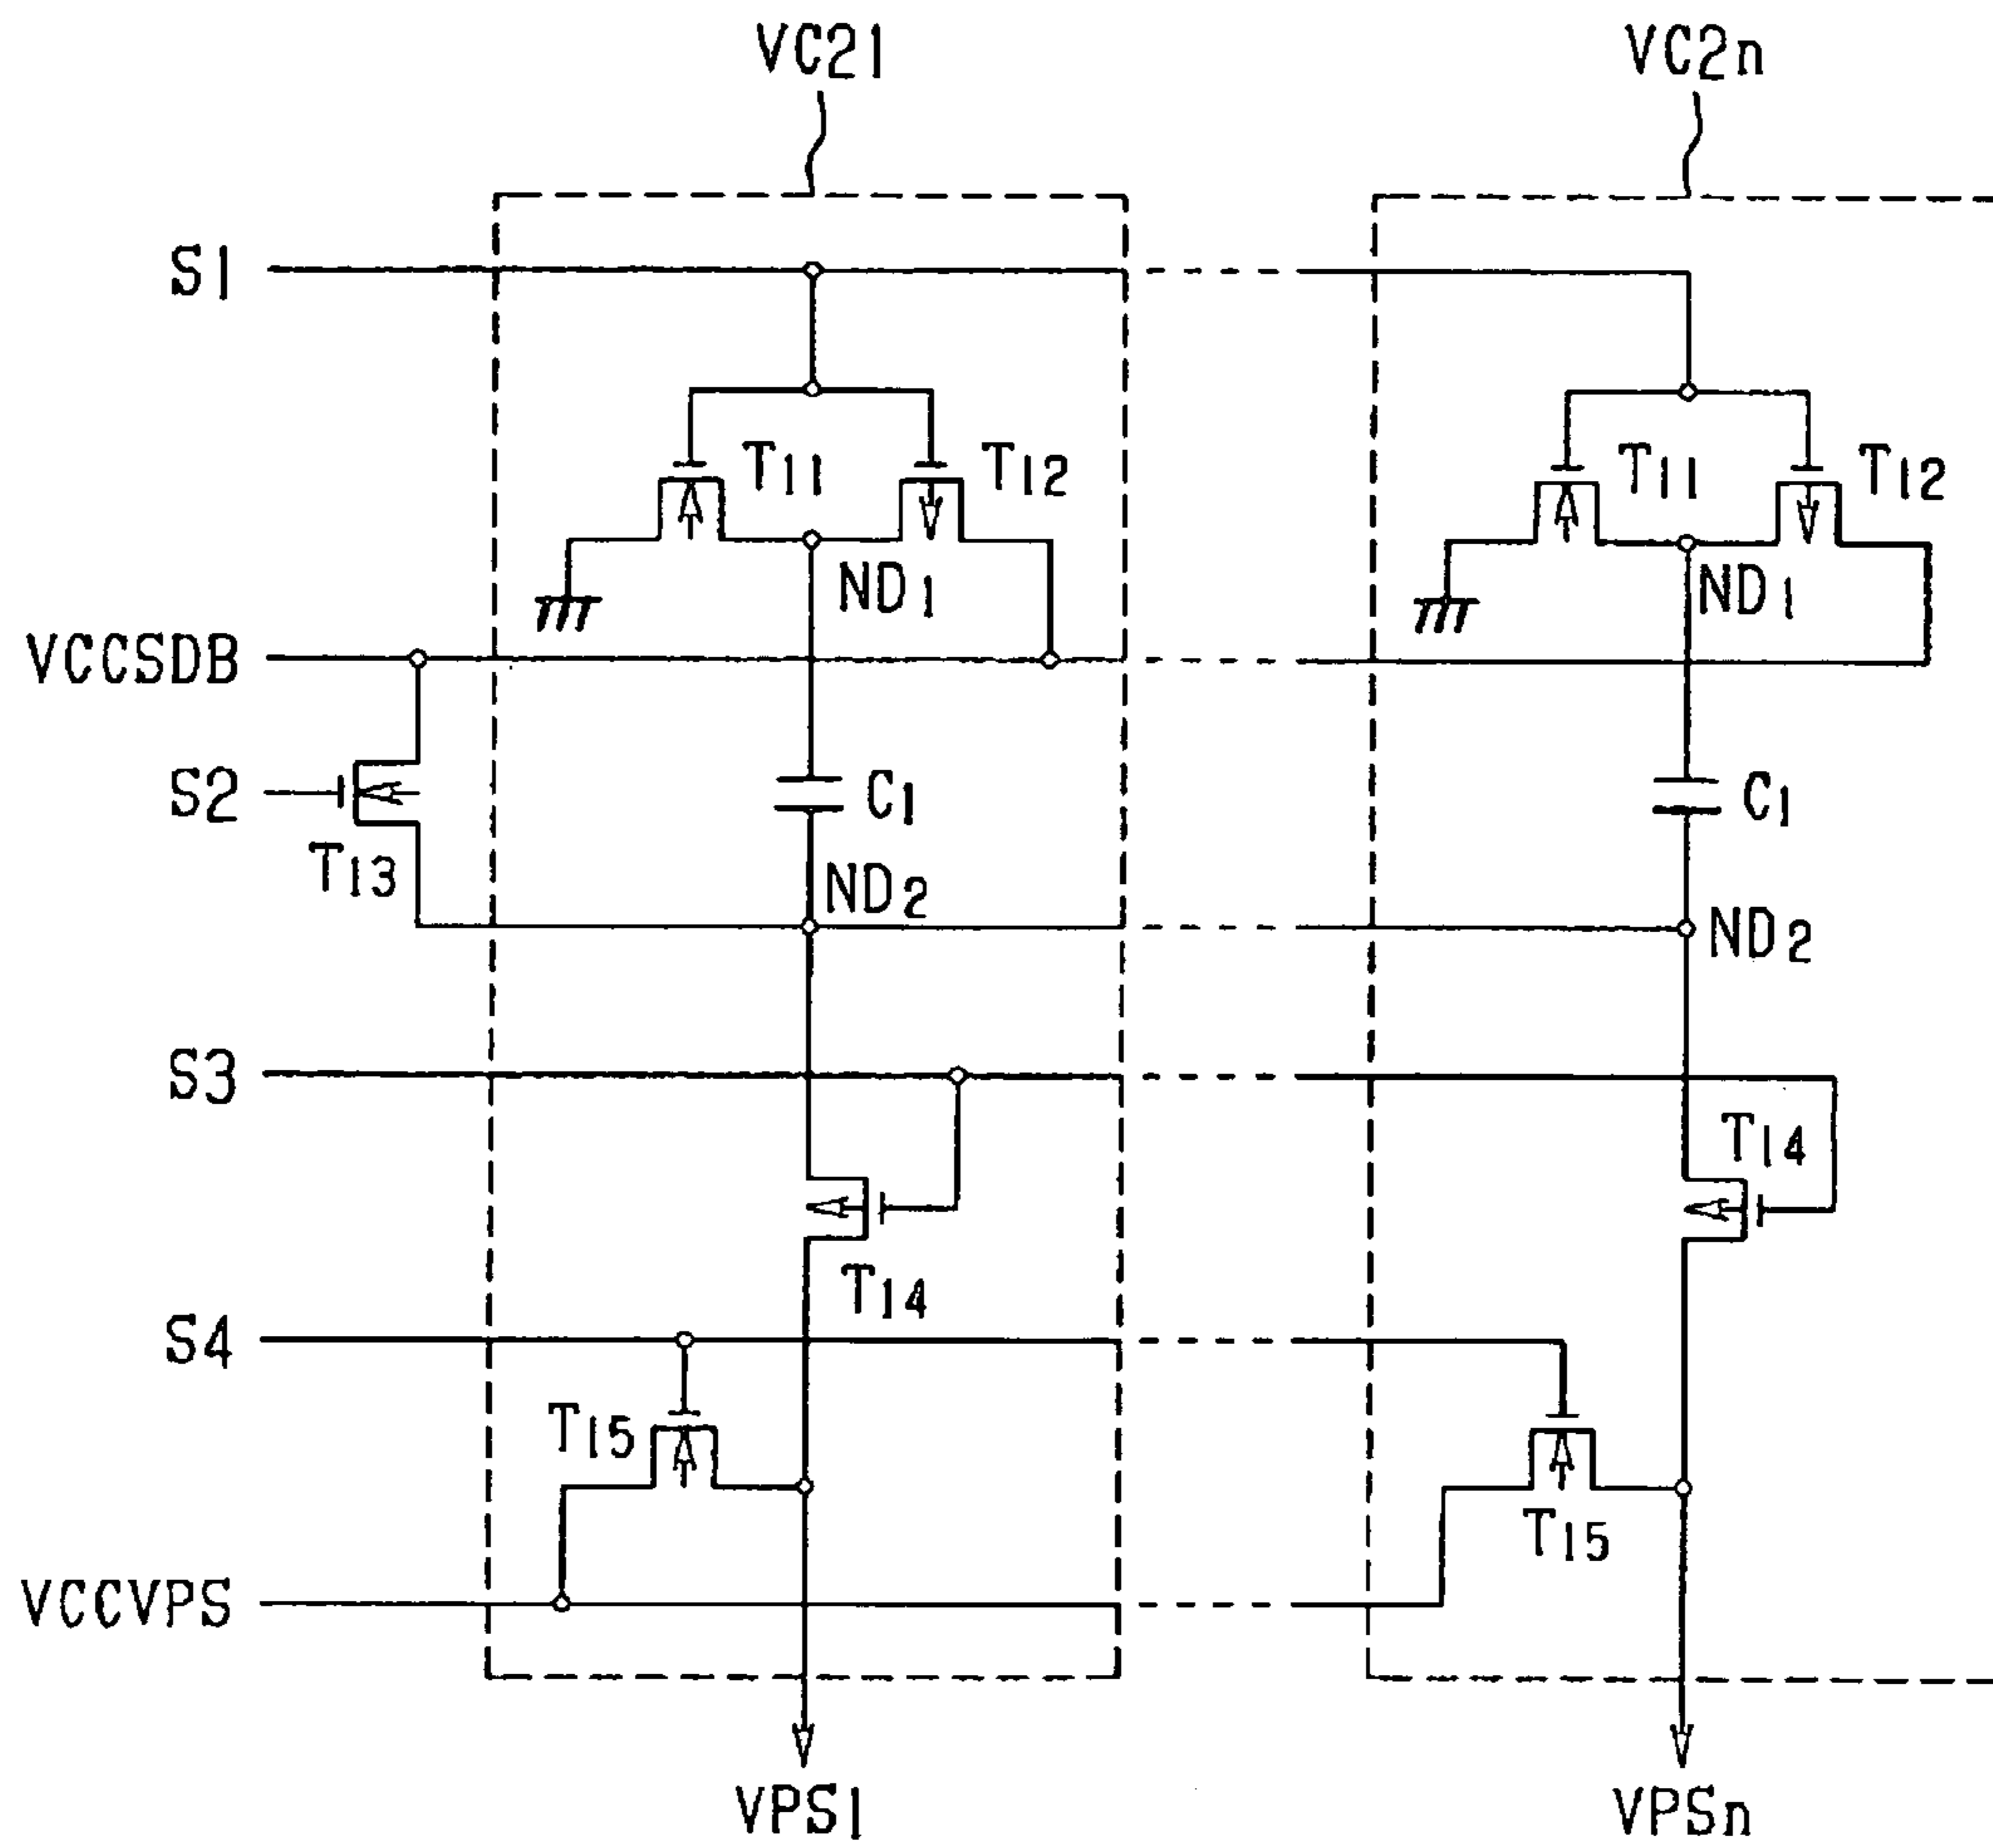 VC21
VC2n
S1
T11
T12
T11
T12
ND1
ND1
VCCSDB
S2
C1
C1
T13
ND2
ND2
S3
T14
T14
S4
T15
T15
VCCVPS
VPS1
VPSn